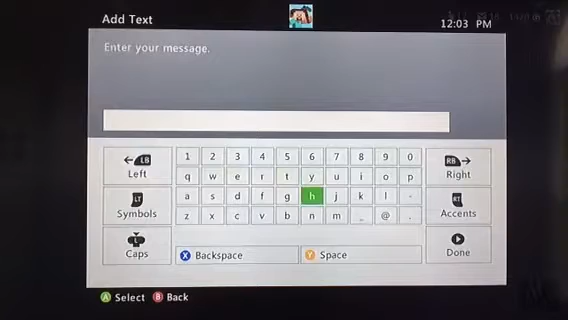 Add Text
12:03 PM
Enter your message.
LB
Left
1 2 3 4 5 6 7 8 9 0
RB
Right
q w e r t y u i o p
LT
Symbols
a s d f g h j k l -
RT
Accents
z x c v b n m _ @ .
L
Caps
X Backspace
Y Space
Done
A Select B Back